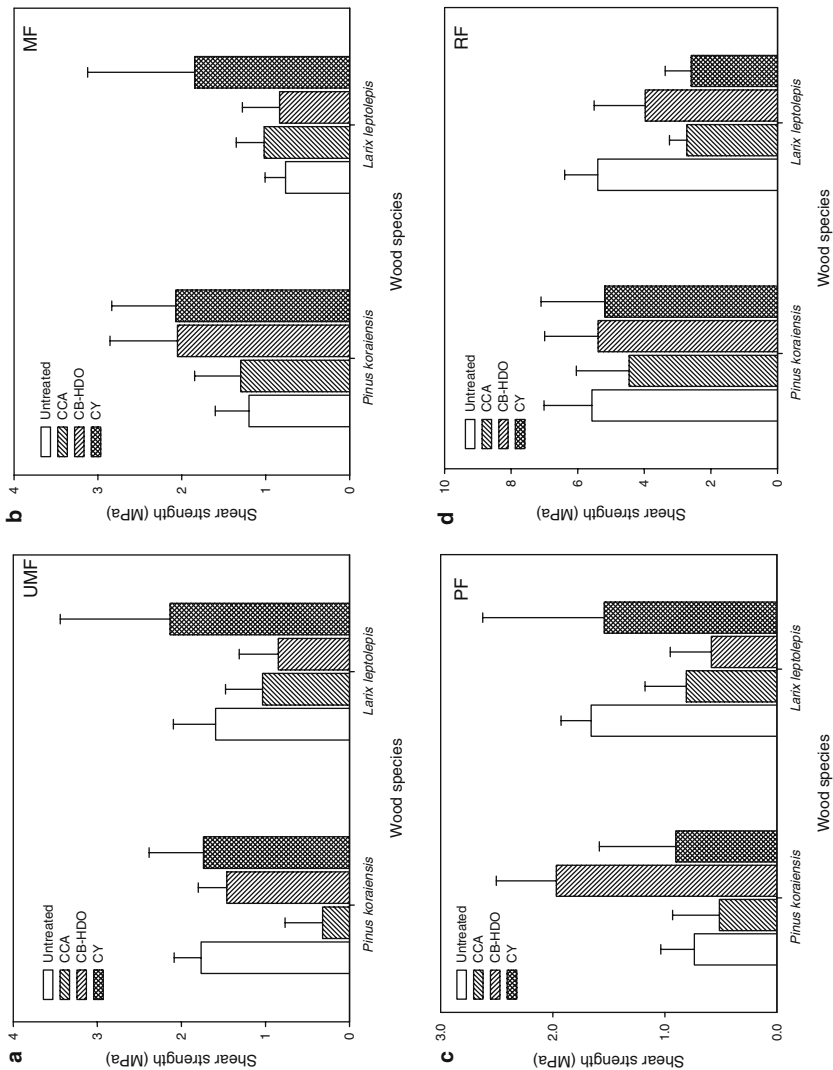 a
UMF
Untreated
CCA
CB-HDO
CY
Shear strength (MPa)
4
3
2
1
0
Pinus koraiensis
Larix leptolepis
Wood species
b
MF
Untreated
CCA
CB-HDO
CY
Shear strength (MPa)
4
3
2
1
0
Pinus koraiensis
Larix leptolepis
Wood species
c
PF
Untreated
CCA
CB-HDO
CY
Shear strength (MPa)
3.0
2.0
1.0
0.0
Pinus koraiensis
Larix leptolepis
Wood species
d
RF
Untreated
CCA
CB-HDO
CY
Shear strength (MPa)
10
8
6
4
2
0
Pinus koraiensis
Larix leptolepis
Wood species